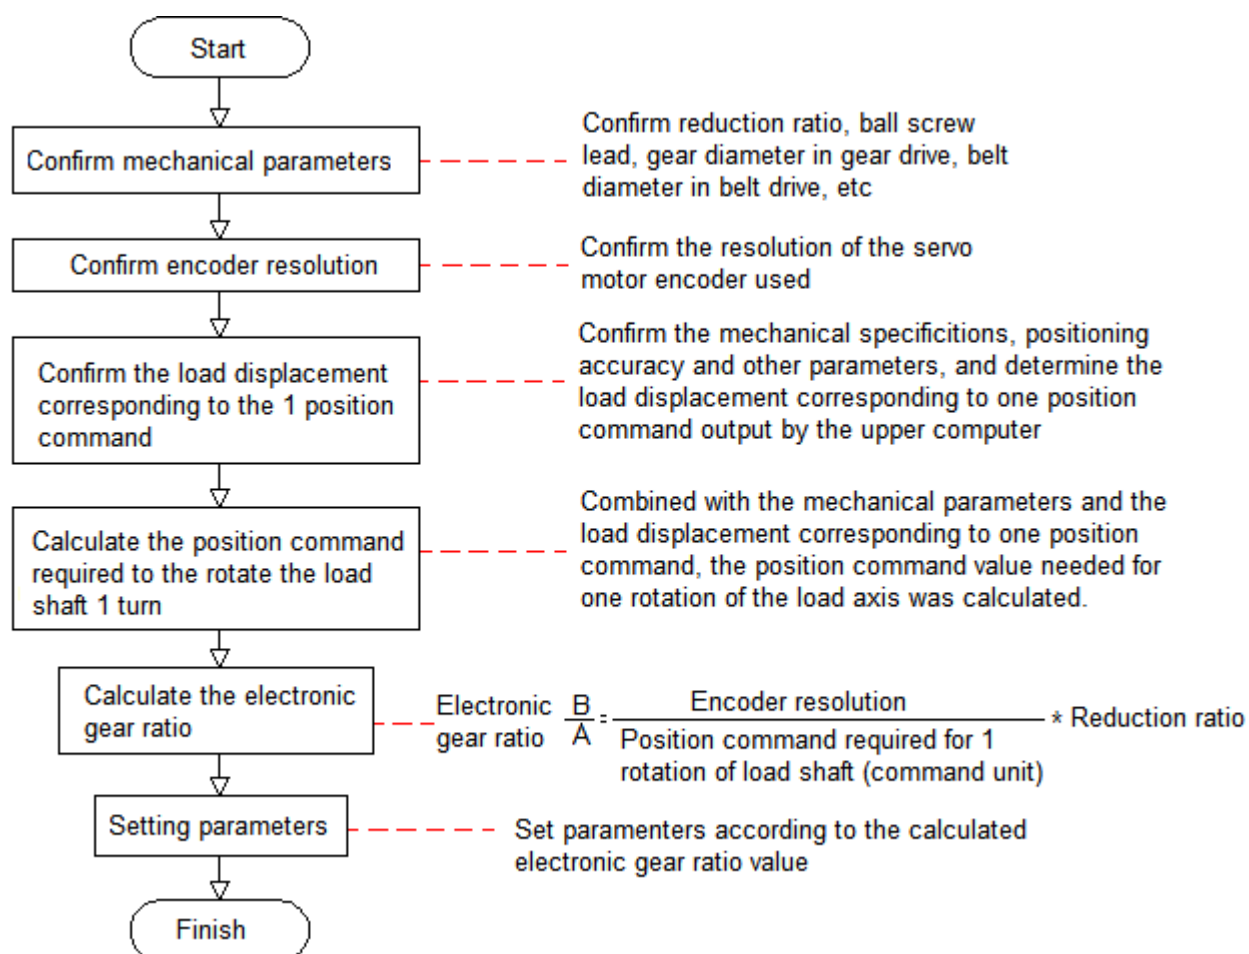 Start
Confirm mechanical parameters
Confirm reduction ratio, ball screw
lead, gear diameter in gear drive, belt
diameter in belt drive, etc
Confirm encoder resolution
Confirm the resolution of the servo
motor encoder used
Confirm the load displacement
corresponding to the 1 position
command
Confirm the mechanical specificitions, positioning
accuracy and other parameters, and determine the
load displacement corresponding to one position
command output by the upper computer
Calculate the position command
required to the rotate the load
shaft 1 turn
Combined with the mechanical parameters and the
load displacement corresponding to one position
command, the position command value needed for
one rotation of the load axis was calculated.
Calculate the electronic
gear ratio
Electronic
gear ratio
B
A
=
Encoder resolution
Position command required for 1
rotation of load shaft (command unit)
* Reduction ratio
Setting parameters
Set paramenters according to the calculated
electronic gear ratio value
Finish